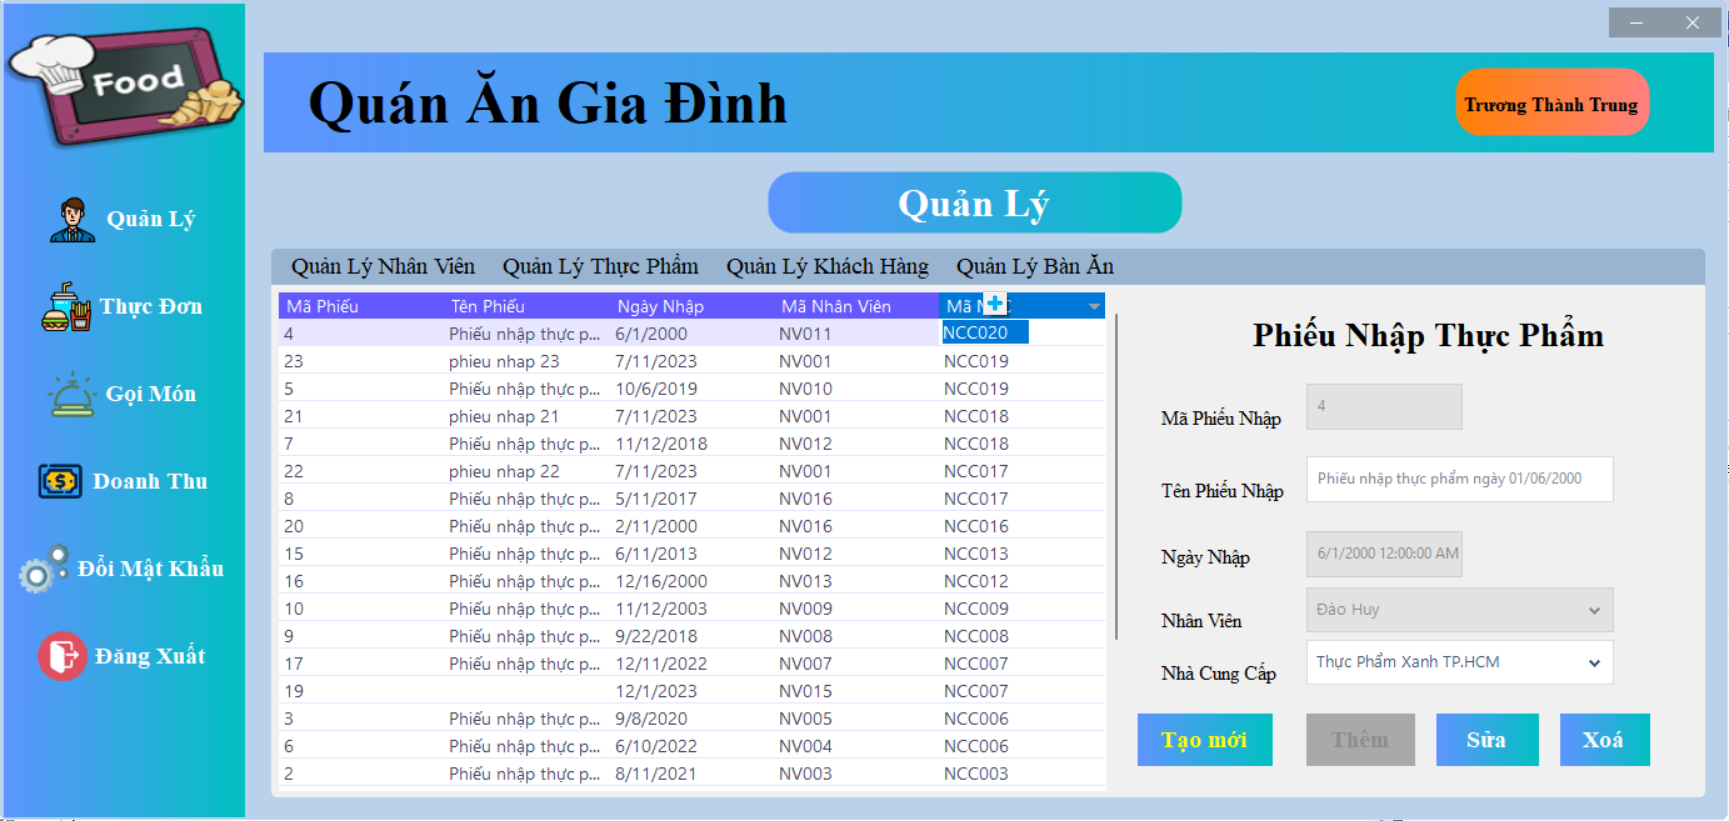 Food
Quán Ăn Gia Đình
Trương Thành Trung
Quản Lý
Quản Lý
Thực Đơn
Gọi Món
Doanh Thu
Đổi Mật Khẩu
Đăng Xuất
Quản Lý Nhân Viên Quản Lý Thực Phẩm Quản Lý Khách Hàng Quản Lý Bàn Ăn
Mã Phiếu Tên Phiếu Ngày Nhập Mã Nhân Viên Mã
4 Phiếu nhập thực p... 6/1/2000 NV011 NCC020
23 phieu nhap 23 7/11/2023 NV001 NCC019
5 Phiếu nhập thực p... 10/6/2019 NV010 NCC019
21 phieu nhap 21 7/11/2023 NV001 NCC018
7 Phiếu nhập thực p... 11/12/2018 NV012 NCC018
22 phieu nhap 22 7/11/2023 NV001 NCC017
8 Phiếu nhập thực p... 5/11/2017 NV016 NCC017
20 Phiếu nhập thực p... 2/11/2000 NV016 NCC016
15 Phiếu nhập thực p... 6/11/2013 NV012 NCC013
16 Phiếu nhập thực p... 12/16/2000 NV013 NCC012
10 Phiếu nhập thực p... 11/12/2003 NV009 NCC009
9 Phiếu nhập thực p... 9/22/2018 NV008 NCC008
17 Phiếu nhập thực p... 12/11/2022 NV007 NCC007
19 12/1/2023 NV015 NCC007
3 Phiếu nhập thực p... 9/8/2020 NV005 NCC006
6 Phiếu nhập thực p... 6/10/2022 NV004 NCC006
2 Phiếu nhập thực p... 8/11/2021 NV003 NCC003
Phiếu Nhập Thực Phẩm
Mã Phiếu Nhập 4
Tên Phiếu Nhập Phiếu nhập thực phẩm ngày 01/06/2000
Ngày Nhập 6/1/2000 12:00:00 AM
Nhân Viên Đào Huy
Nhà Cung Cấp Thực Phẩm Xanh TP.HCM
Tạo mới Thêm Sửa Xoá